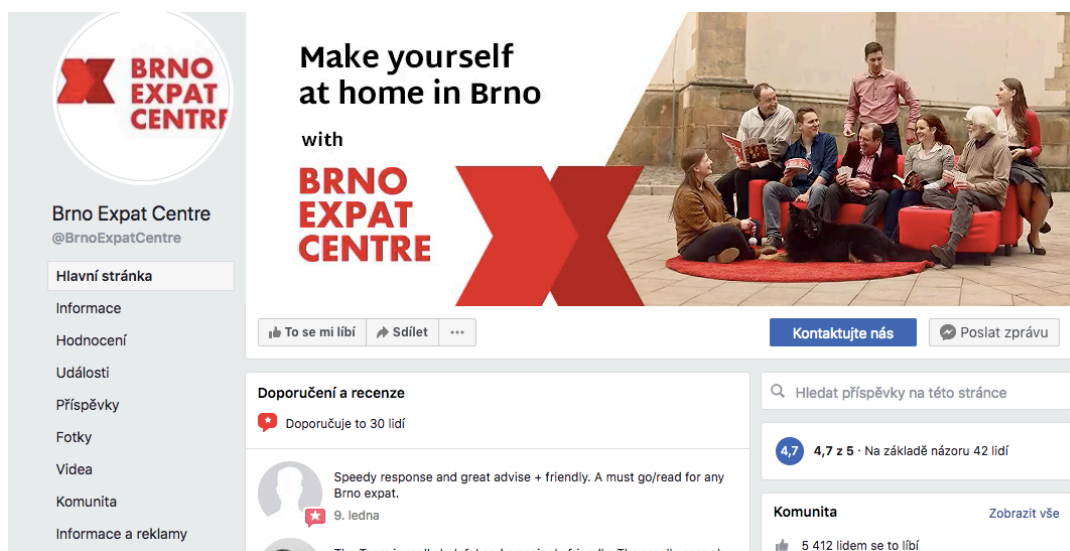 BRNO
EXPAT
CENTRE
Brno Expat Centre
@BrnoExpatCentre
Hlavní stránka
Informace
Hodnocení
Události
Příspěvky
Fotky
Videa
Komunita
Informace a reklamy
Make yourself
at home in Brno
with
BRNO
EXPAT
CENTRE
To se mi líbí
Sdílet
···
Kontaktujte nás
Poslat zprávu
Doporučení a recenze
Doporučuje to 30 lidí
Speedy response and great advise + friendly. A must go/read for any
Brno expat.
9. ledna
Hledat příspěvky na této stránce
4,7
4,7 z 5 · Na základě názoru 42 lidí
Komunita
Zobrazit vše
5 412 lidem se to líbí